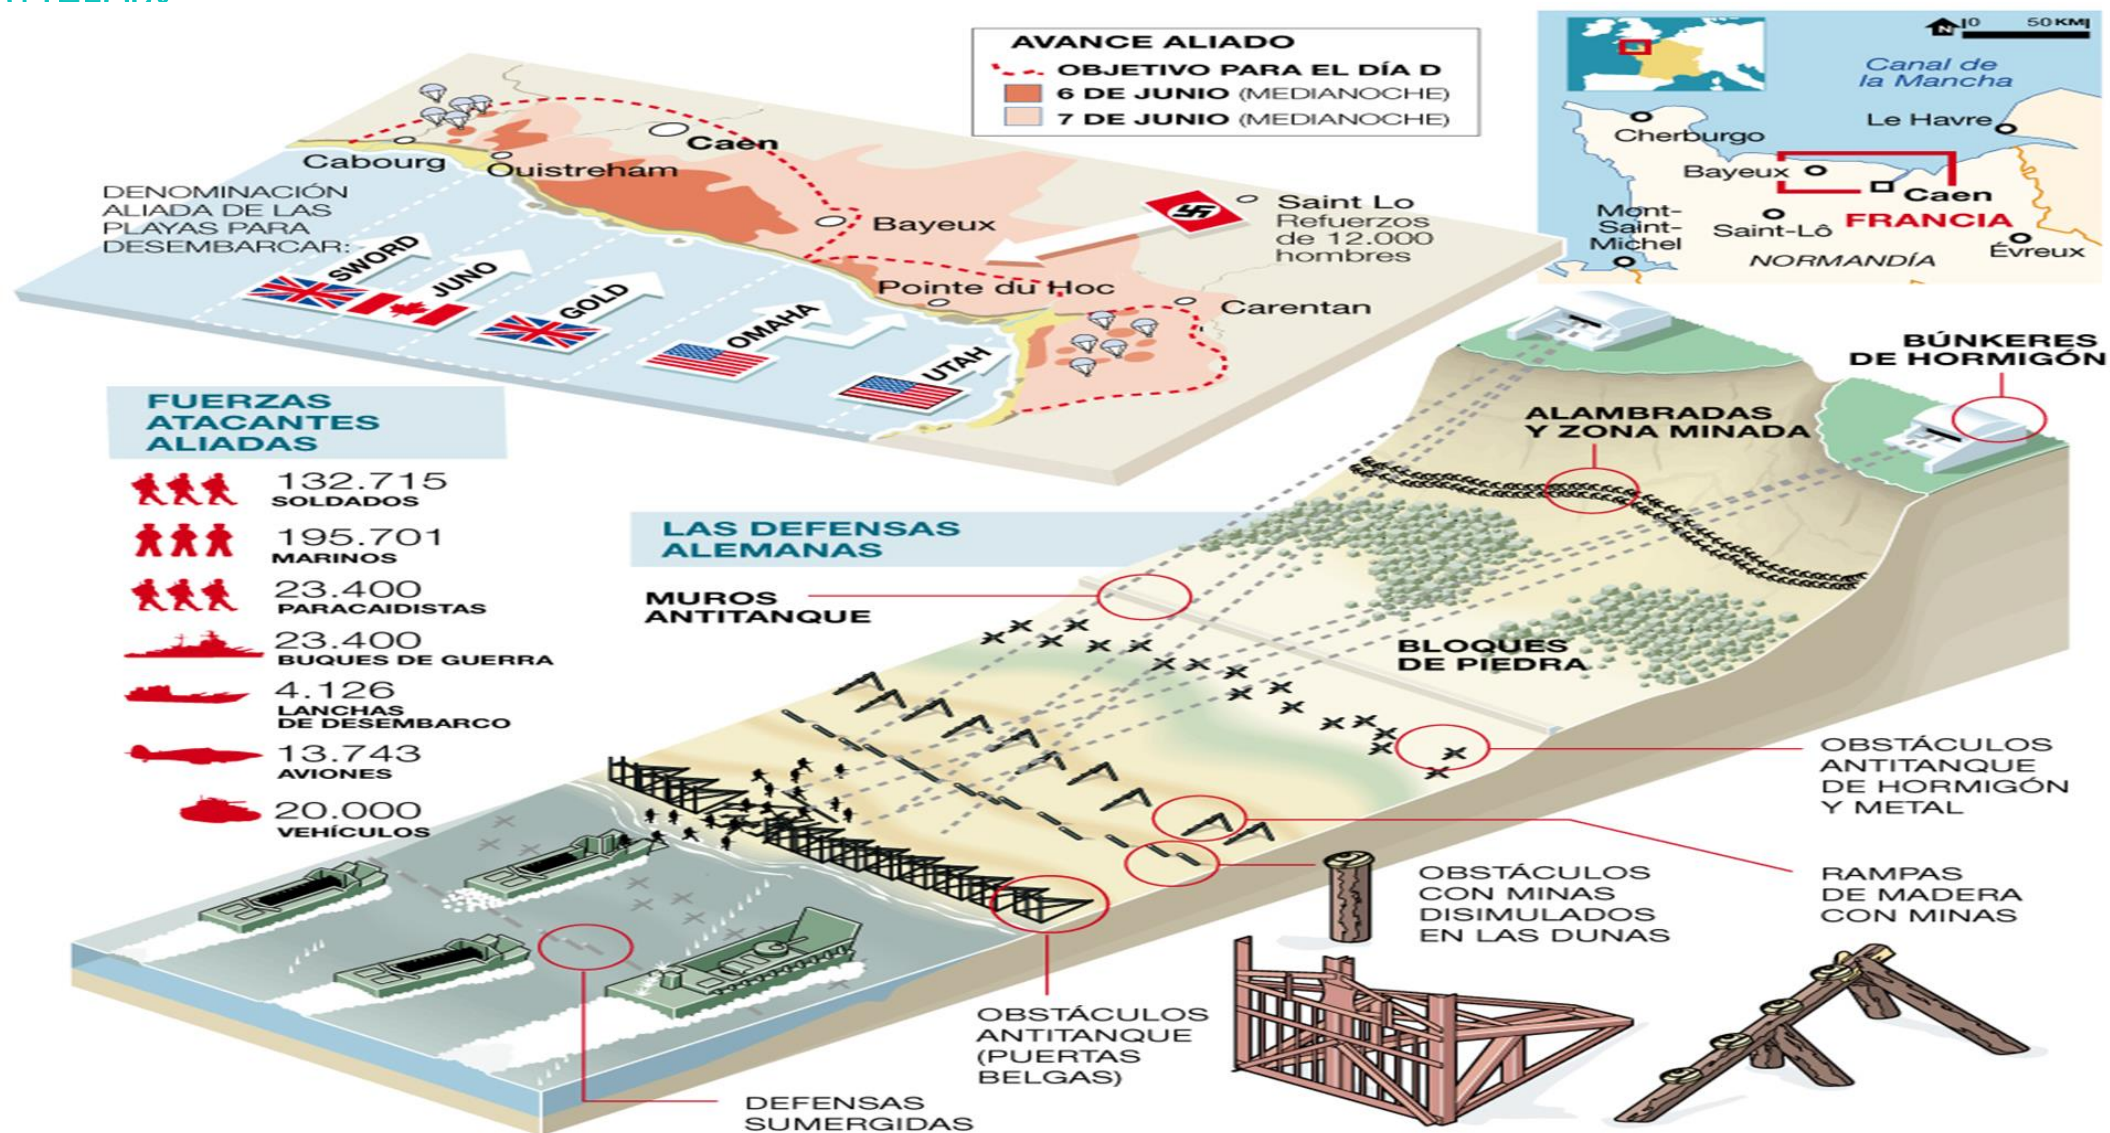 AVANCE ALIADO
OBJETIVO PARA EL DÍA D
6 DE JUNIO (MEDIANOCHE)
7 DE JUNIO (MEDIANOCHE)
N
0 50 KM
Canal de
la Mancha
Cherburgo
Le Havre
Bayeux
Caen
Mont-
Saint-
Michel
Saint-Lô
FRANCIA
Évreux
NORMANDÍA
Cabourg
Ouistreham
Caen
Bayeux
Saint Lo
Refuerzos
de 12.000
hombres
Pointe du Hoc
Carentan
DENOMINACIÓN
ALIADA DE LAS
PLAYAS PARA
DESEMBARCAR:
SWORD
JUNO
GOLD
OMAHA
UTAH
FUERZAS
ATACANTES
ALIADAS
132.715
SOLDADOS
195.701
MARINOS
23.400
PARACAIDISTAS
23.400
BUQUES DE GUERRA
4.126
LANCHAS
DE DESEMBARCO
13.743
AVIONES
20.000
VEHÍCULOS
LAS DEFENSAS
ALEMANAS
BÚNKERES
DE HORMIGÓN
ALAMBRADAS
Y ZONA MINADA
MUROS
ANTITANQUE
BLOQUES
DE PIEDRA
OBSTÁCULOS
ANTITANQUE
DE HORMIGÓN
Y METAL
OBSTÁCULOS
CON MINAS
DISIMULADOS
EN LAS DUNAS
RAMPAS
DE MADERA
CON MINAS
OBSTÁCULOS
ANTITANQUE
(PUERTAS
BELGAS)
DEFENSAS
SUMERGIDAS